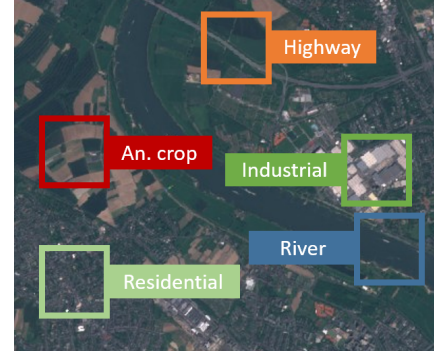 Highway
An. crop
Industrial
River
Residential